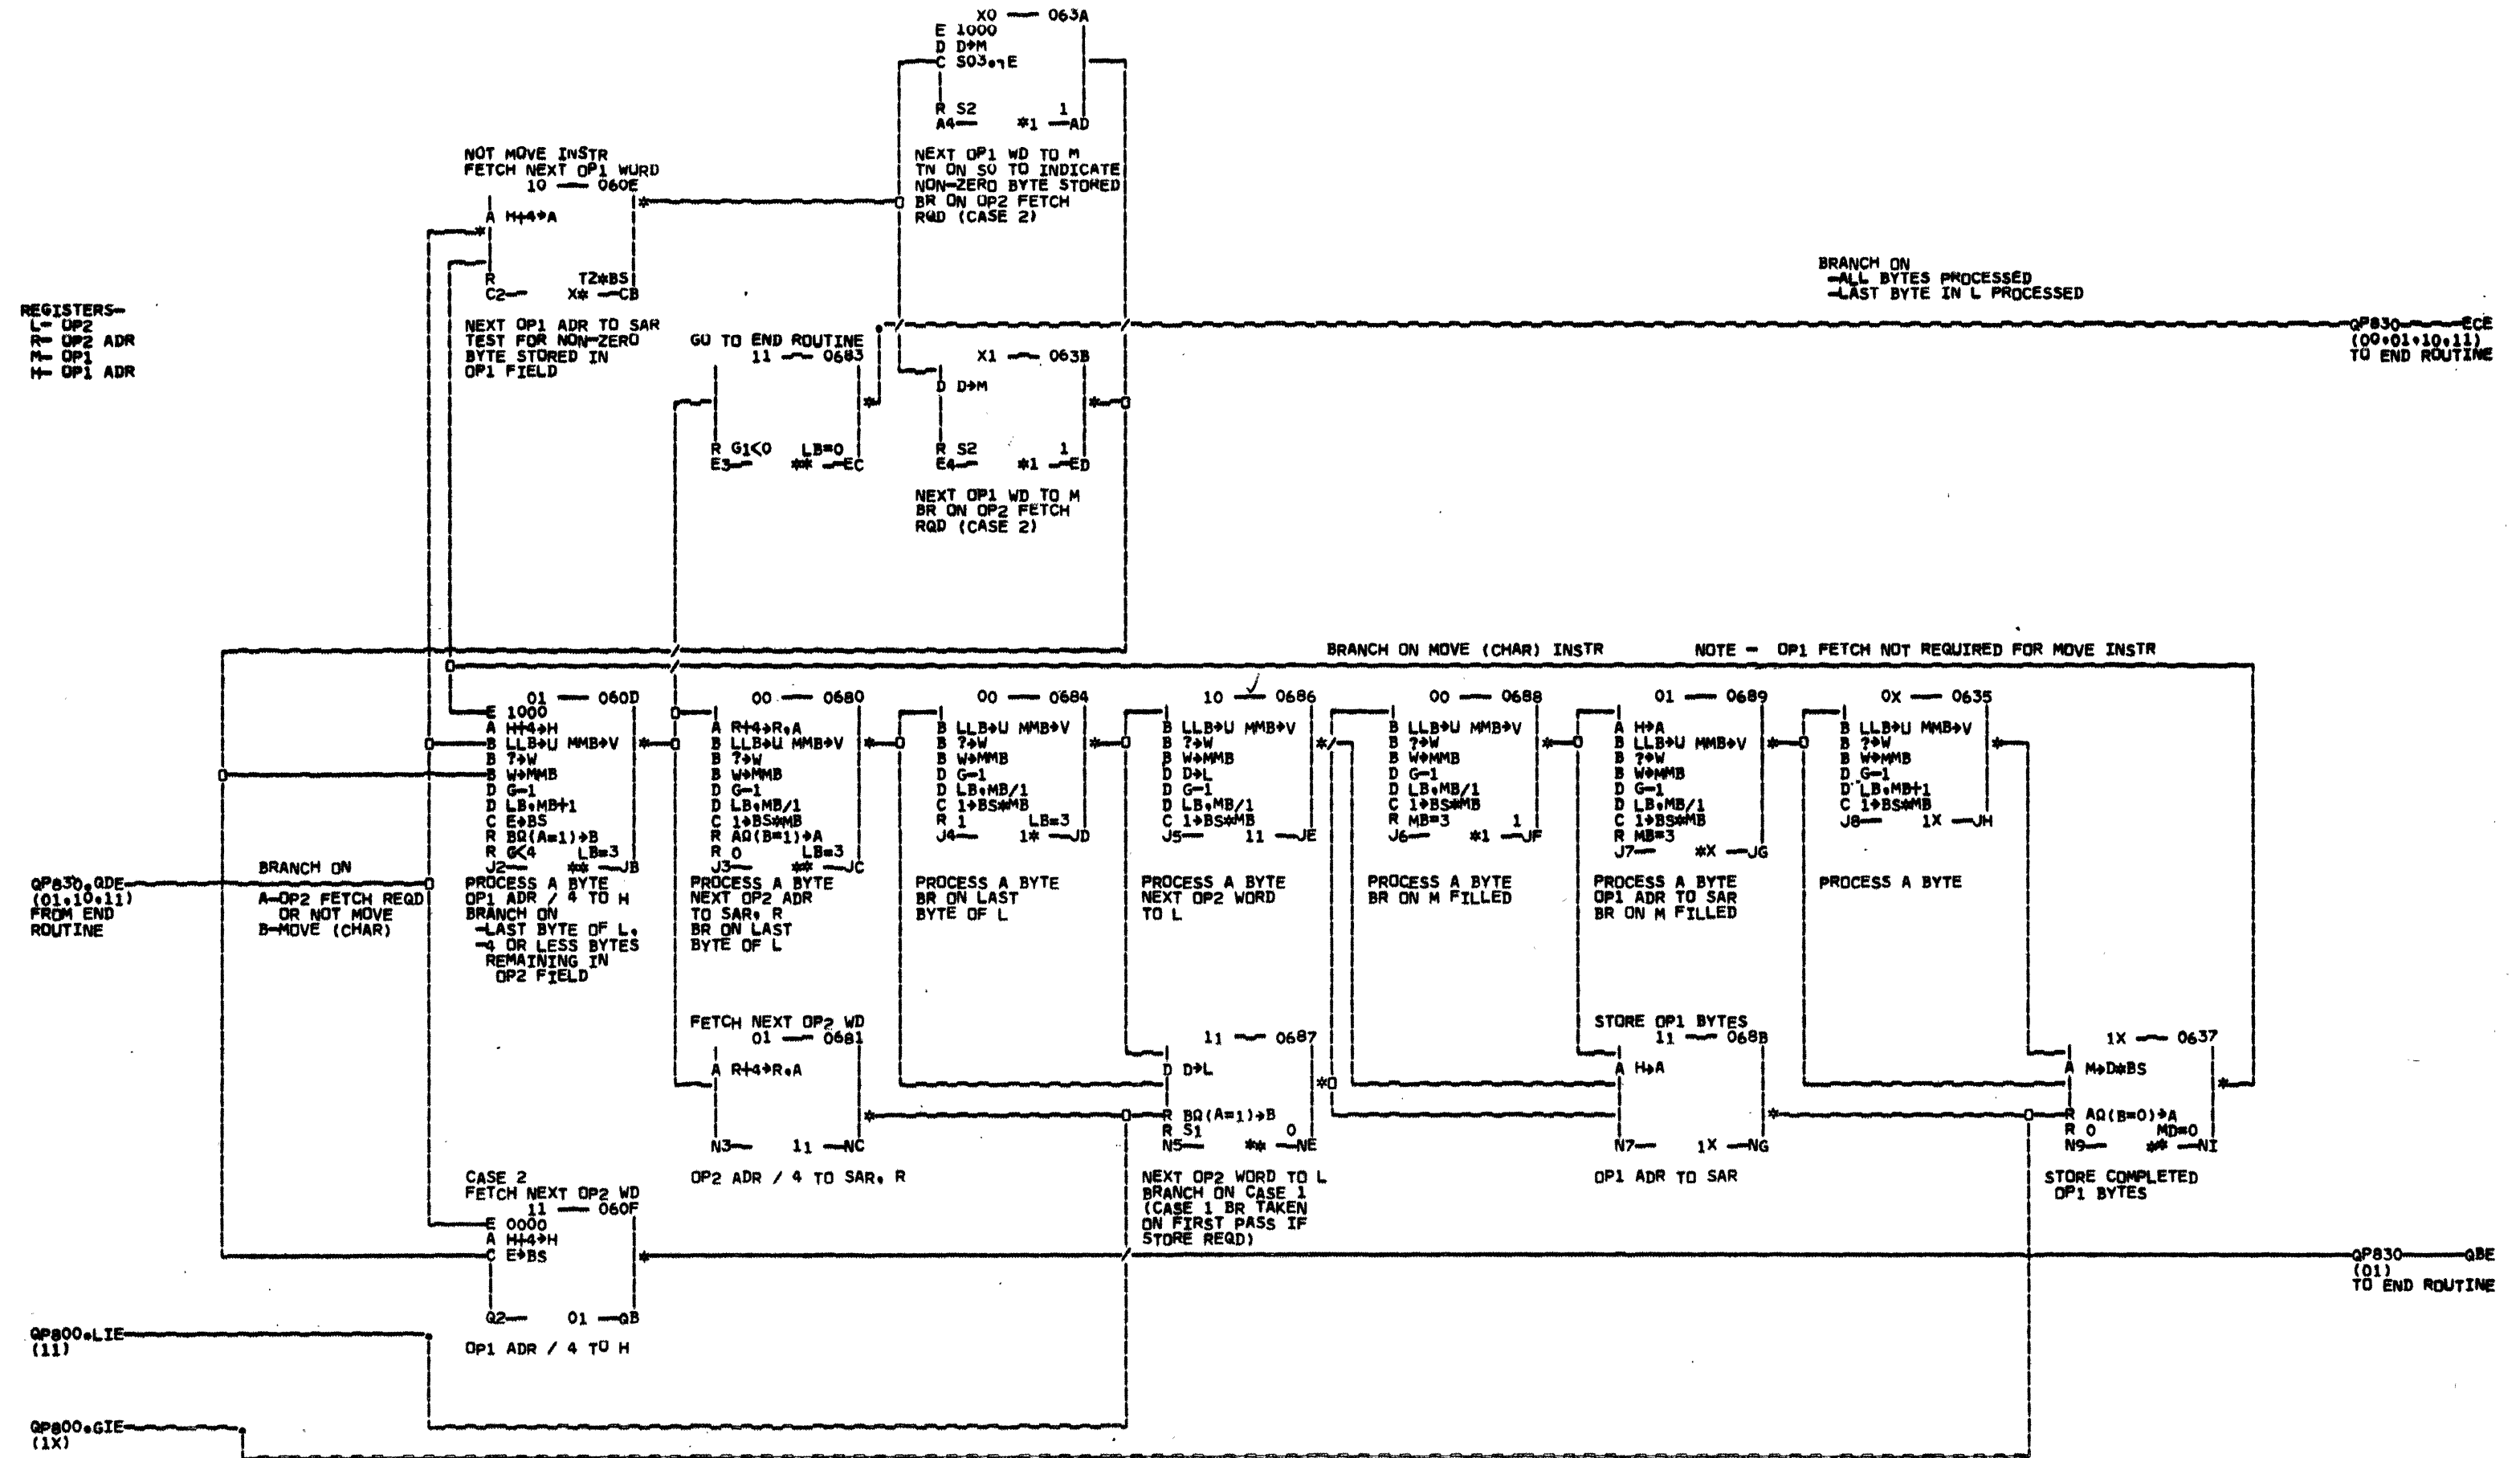 X0 — 063A
E 1000
D D→M
C S03.¬E
R S2 1
A4— *1 —AD
NEXT OP1 WD TO M
TN ON S0 TO INDICATE
NON-ZERO BYTE STORED
BR ON OP2 FETCH
RQD (CASE 2)
NOT MOVE INSTR
FETCH NEXT OP1 WORD
10 — 060E
A H+4→A
R TZ*BS
C2— X* —CB
NEXT OP1 ADR TO SAR
TEST FOR NON-ZERO
BYTE STORED IN
OP1 FIELD
REGISTERS-
L- OP2
R- OP2 ADR
M- OP1
H- OP1 ADR
BRANCH ON
-ALL BYTES PROCESSED
-LAST BYTE IN L PROCESSED
GO TO END ROUTINE
11 — 0683
R G1<0 LB=0
E3— ** —EC
X1 — 063B
D D→M
R S2 1
E4— *1 —ED
NEXT OP1 WD TO M
BR ON OP2 FETCH
RQD (CASE 2)
QP830 ECE
(00,01,10,11)
TO END ROUTINE
BRANCH ON MOVE (CHAR) INSTR NOTE - OP1 FETCH NOT REQUIRED FOR MOVE INSTR
01 — 060D
E 1000
A H+4→H
B LLB→U MMB→V
B ?→W
B W→MMB
D G-1
D LB,MB+1
C E→BS
R BΩ(A=1)→B
R G<4 LB=3
J2— ** —JB
PROCESS A BYTE
OP1 ADR / 4 TO H
BRANCH ON
-LAST BYTE OF L,
-4 OR LESS BYTES
REMAINING IN
OP2 FIELD
00 — 0680
A R+4→R,A
B LLB→U MMB→V
B ?→W
B W→MMB
D G-1
D LB,MB/1
C 1→BS*MB
R AΩ(B=1)→A
R 0 LB=3
J3— ** —JC
PROCESS A BYTE
NEXT OP2 ADR
TO SAR, R
BR ON LAST
BYTE OF L
00 — 0684
B LLB→U MMB→V
B ?→W
B W→MMB
D G-1
D LB,MB/1
C 1→BS*MB
R 1 LB=3
J4— 1* —JD
PROCESS A BYTE
BR ON LAST
BYTE OF L
10 — 0686
B LLB→U MMB→V
B ?→W
B W→MMB
D D→L
D G-1
D LB,MB/1
C 1→BS*MB
J5— 11 —JE
PROCESS A BYTE
NEXT OP2 WORD
TO L
00 — 0688
B LLB→U MMB→V
B ?→W
B W→MMB
D G-1
D LB,MB/1
C 1→BS*MB
R MB=3 1
J6— *1 —JF
PROCESS A BYTE
BR ON M FILLED
01 — 0689
A H→A
B LLB→U MMB→V
B ?→W
B W→MMB
D G-1
D LB,MB/1
C 1→BS*MB
R MB=3
J7— *X —JG
PROCESS A BYTE
OP1 ADR TO SAR
BR ON M FILLED
0X — 0635
B LLB→U MMB→V
B ?→W
B W→MMB
D G-1
D LB,MB+1
C 1→BS*MB
J8— 1X —JH
PROCESS A BYTE
QP830,QDE
(01,10,11)
FROM END
ROUTINE
BRANCH ON
A-OP2 FETCH REQD
OR NOT MOVE
B-MOVE (CHAR)
FETCH NEXT OP2 WD
01 — 0681
A R+4→R,A
N3— 11 —NC
OP2 ADR / 4 TO SAR, R
11 — 0687
D D→L
R BΩ(A=1)→B
R S1 0
N5— ** —NE
NEXT OP2 WORD TO L
BRANCH ON CASE 1
(CASE 1 BR TAKEN
ON FIRST PASS IF
STORE REQD)
STORE OP1 BYTES
11 — 068B
A H→A
N7— 1X —NG
OP1 ADR TO SAR
1X — 0637
A M→D*BS
R AΩ(B=0)→A
R 0 MD=0
N9— ** —NI
STORE COMPLETED
OP1 BYTES
CASE 2
FETCH NEXT OP2 WD
11 — 060F
E 0000
A H+4→H
C E→BS
Q2— 01 —QB
OP1 ADR / 4 TO H
QP830 QBE
(01)
TO END ROUTINE
QP800,LIE
(11)
QP800,GIE
(1X)